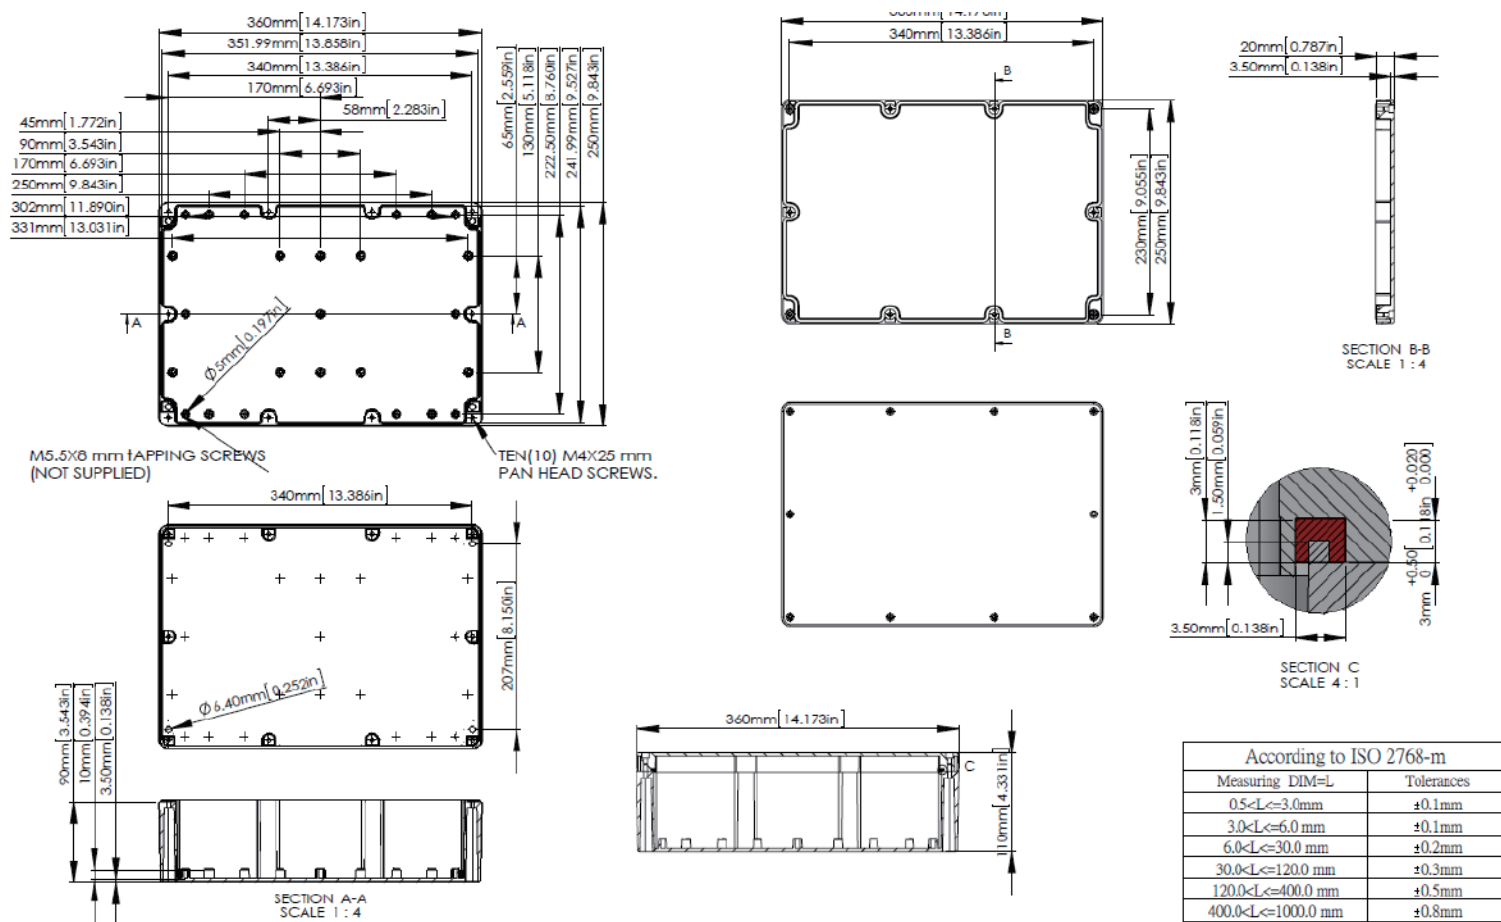 360mm[14.173in]
351.99mm[13.858in]
340mm[13.386in]
170mm[6.693in]
58mm[2.283in]
45mm[1.772in]
90mm[3.543in]
170mm[6.693in]
250mm[9.843in]
302mm[11.890in]
331mm[13.031in]
65mm[2.559in]
130mm[5.118in]
222.50mm[8.760in]
241.99mm[9.527in]
250mm[9.843in]
A
A
Ø5mm[0.197in]
M5.5X8 mm tAPPING SCREWS
(NOT SUPPLIED)
TEN(10) M4X25 mm
PAN HEAD SCREWS.
340mm[13.386in]
B
B
230mm[9.055in]
250mm[9.843in]
20mm[0.787in]
3.50mm[0.138in]
SECTION B-B
SCALE 1 : 4
340mm[13.386in]
207mm[8.150in]
Ø6.40mm[0.252in]
90mm[3.543in]
10mm[0.394in]
3.50mm[0.138in]
SECTION A-A
SCALE 1 : 4
360mm[14.173in]
C
110mm[4.331in]
3mm[0.118in]
1.50mm[0.059in]
+0.50 +0.020
3mm 0 [0.118in 0.000]
3.50mm[0.138in]
SECTION C
SCALE 4 : 1
According to ISO 2768-m
Measuring DIM=L Tolerances
0.5<L<=3.0mm ±0.1mm
3.0<L<=6.0 mm ±0.1mm
6.0<L<=30.0 mm ±0.2mm
30.0<L<=120.0 mm ±0.3mm
120.0<L<=400.0 mm ±0.5mm
400.0<L<=1000.0 mm ±0.8mm